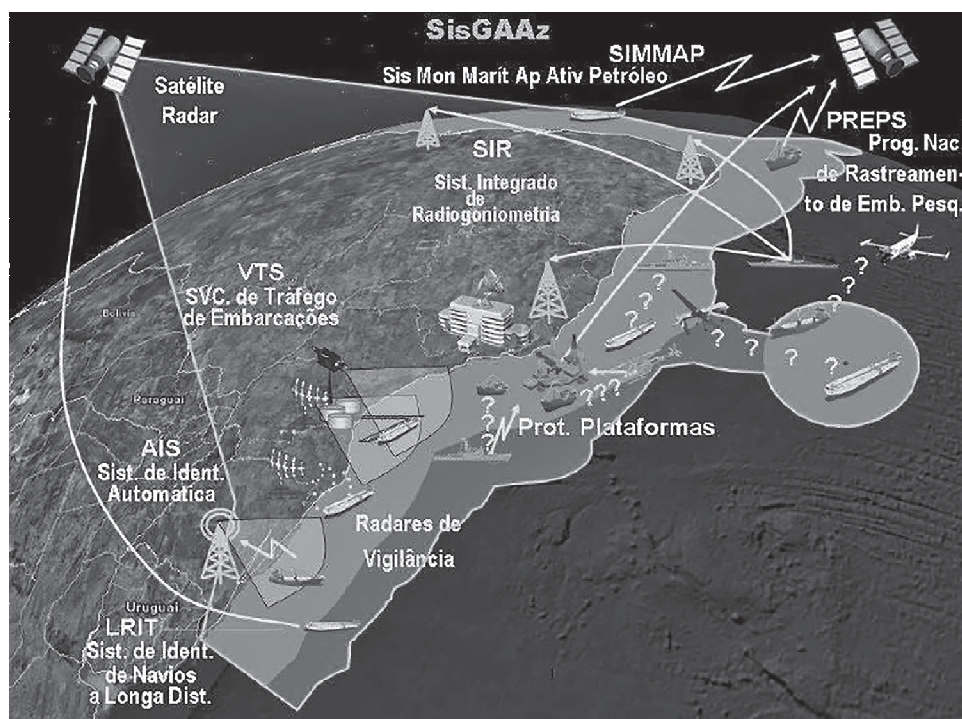 SisGAAz
SIMMAP
Sis Mon Marít Ap Ativ Petróleo
Satélite
Radar
PREPS
Prog. Nac
de Rastreamen-
to de Emb. Pesq.
SIR
Sist. Integrado
de
Radiogoniometria
VTS
SVC. de Tráfego
de Embarcações
Bolivia
?
?
?
?
?
?
?
?
?
?
Paraguai
? ? ?
?
?
?
Prot. Plataformas
AIS
Sist. de Ident.
Automática
Radares de
Vigilância
Uruguai
LRIT
Sist. de Ident.
de Navios
a Longa Dist.